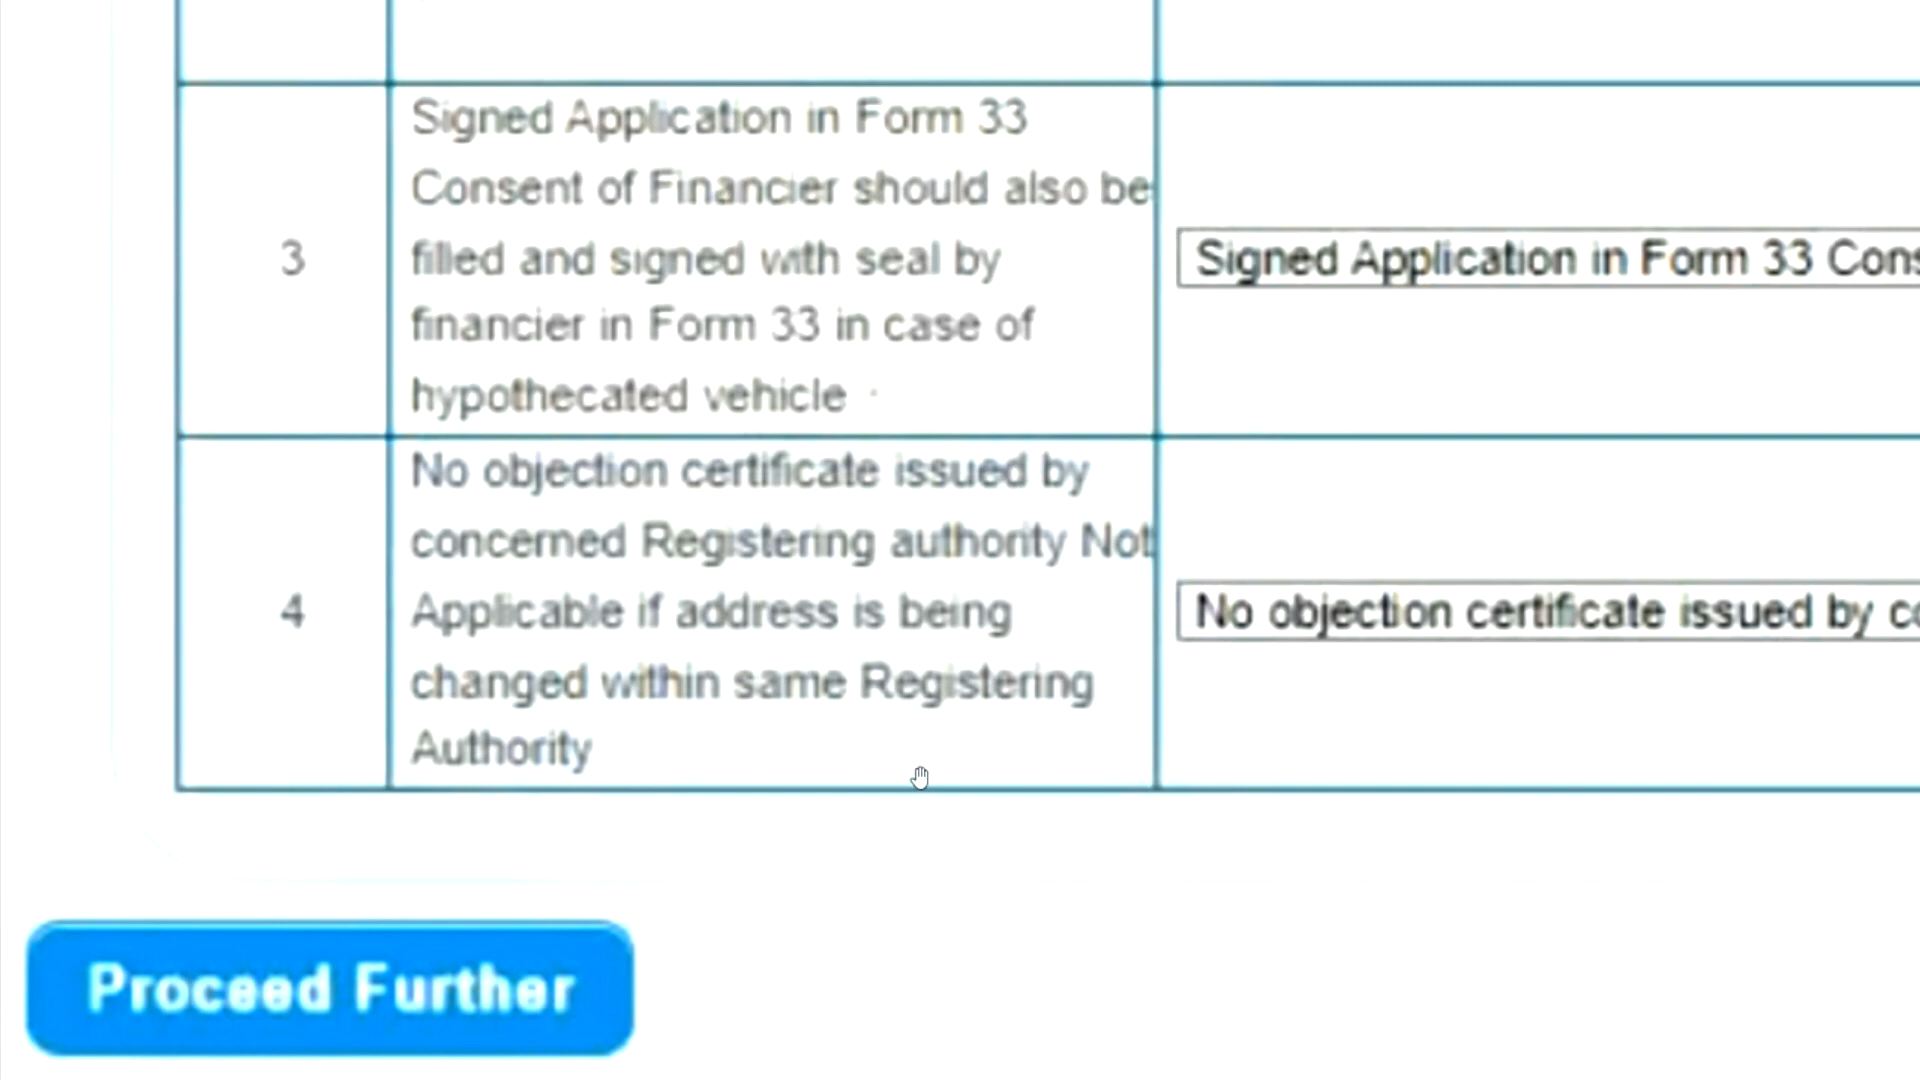 3
Signed Application in Form 33
Consent of Financier should also be
filled and signed with seal by
financier in Form 33 in case of
hypothecated vehicle
Signed Application in Form 33 Cons
4
No objection certificate issued by
concerned Registering authority Not
Applicable if address is being
changed within same Registering
Authority
No objection certificate issued by co
Proceed Further